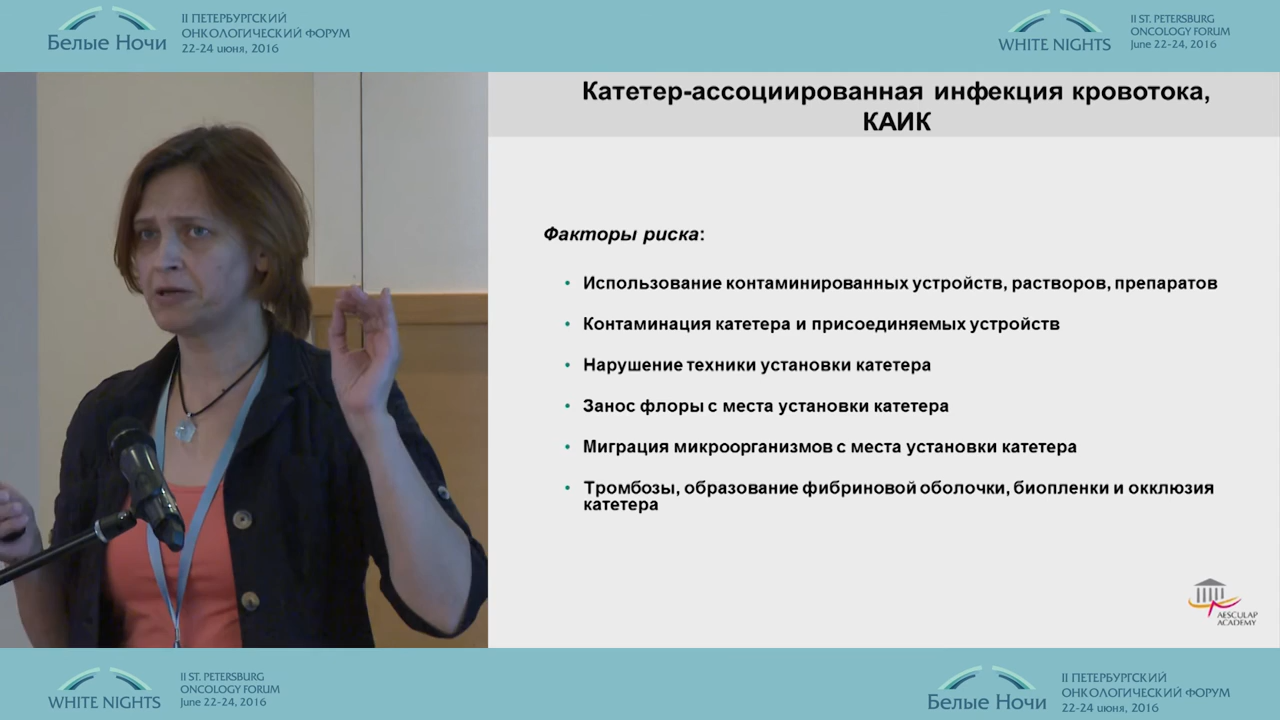 Белые Ночи
II ПЕТЕРБУРГСКИЙ
ОНКОЛОГИЧЕСКИЙ ФОРУМ
22-24 июня, 2016
WHITE NIGHTS
II ST. PETERSBURG
ONCOLOGY FORUM
June 22-24, 2016
Катетер-ассоциированная инфекция кровотока,
КАИК
Факторы риска:
• Использование контаминированных устройств, растворов, препаратов
• Контаминация катетера и присоединяемых устройств
• Нарушение техники установки катетера
• Занос флоры с места установки катетера
• Миграция микроорганизмов с места установки катетера
• Тромбозы, образование фибриновой оболочки, биопленки и окклюзия
катетера
AESCULAP
ACADEMY
WHITE NIGHTS
II ST. PETERSBURG
ONCOLOGY FORUM
June 22-24, 2016
Белые Ночи
II ПЕТЕРБУРГСКИЙ
ОНКОЛОГИЧЕСКИЙ ФОРУМ
22-24 июня, 2016